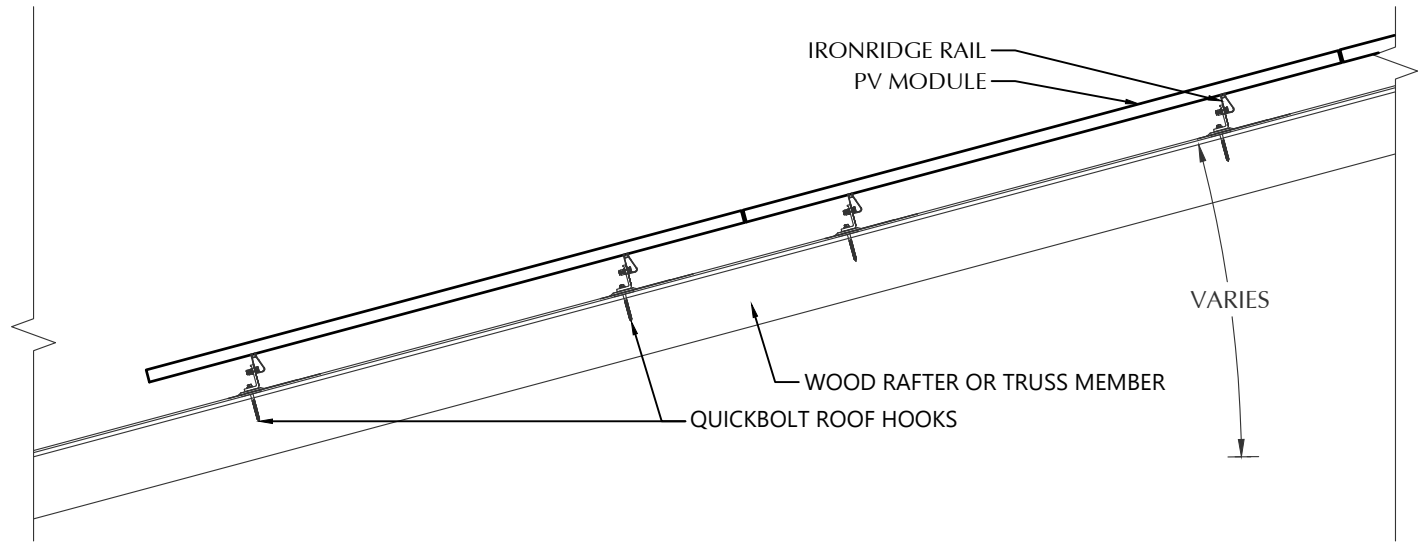 IRONRIDGE RAIL
PV MODULE
VARIES
WOOD RAFTER OR TRUSS MEMBER
QUICKBOLT ROOF HOOKS